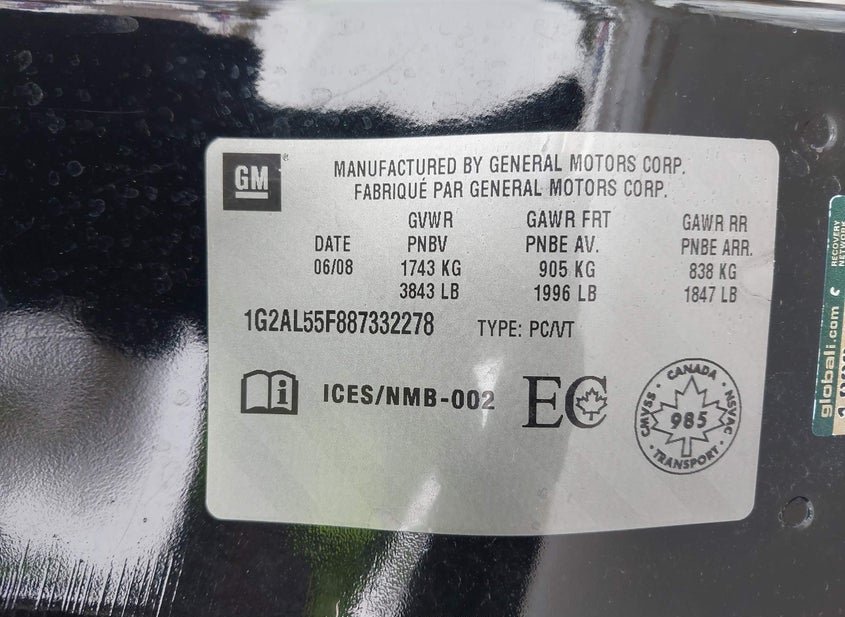 GM
MANUFACTURED BY GENERAL MOTORS CORP.
FABRIQUÉ PAR GENERAL MOTORS CORP.
GVWR GAWR FRT GAWR RR
DATE PNBV PNBE AV. PNBE ARR.
06/08 1743 KG 905 KG 838 KG
3843 LB 1996 LB 1847 LB
1G2AL55F887332278 TYPE: PC/VT
ICES/NMB-002 EC
CANADA
CMVSS 985 NSVAC
TRANSPORT
RECOVERY
NETWORK
globali.com